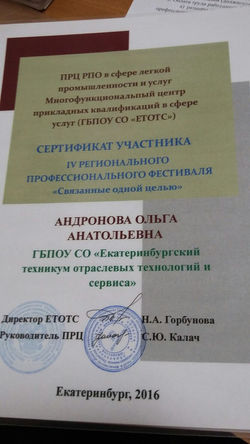 ПРЦ РПО в сфере легкой
промышленности и услуг
Многофункциональный центр
прикладных квалификаций в сфере
услуг (ГБПОУ СО «ЕТОТС»)
СЕРТИФИКАТ УЧАСТНИКА
IV РЕГИОНАЛЬНОГО
ПРОФЕССИОНАЛЬНОГО ФЕСТИВАЛЯ
«Связанные одной целью»
АНДРОНОВА ОЛЬГА
АНАТОЛЬЕВНА
ГБПОУ СО «Екатеринбургский
техникум отраслевых технологий и
сервиса»
Директор ЕТОТС Н.А. Горбунова
Руководитель ПРЦ С.Ю. Калач
Екатеринбург, 2016